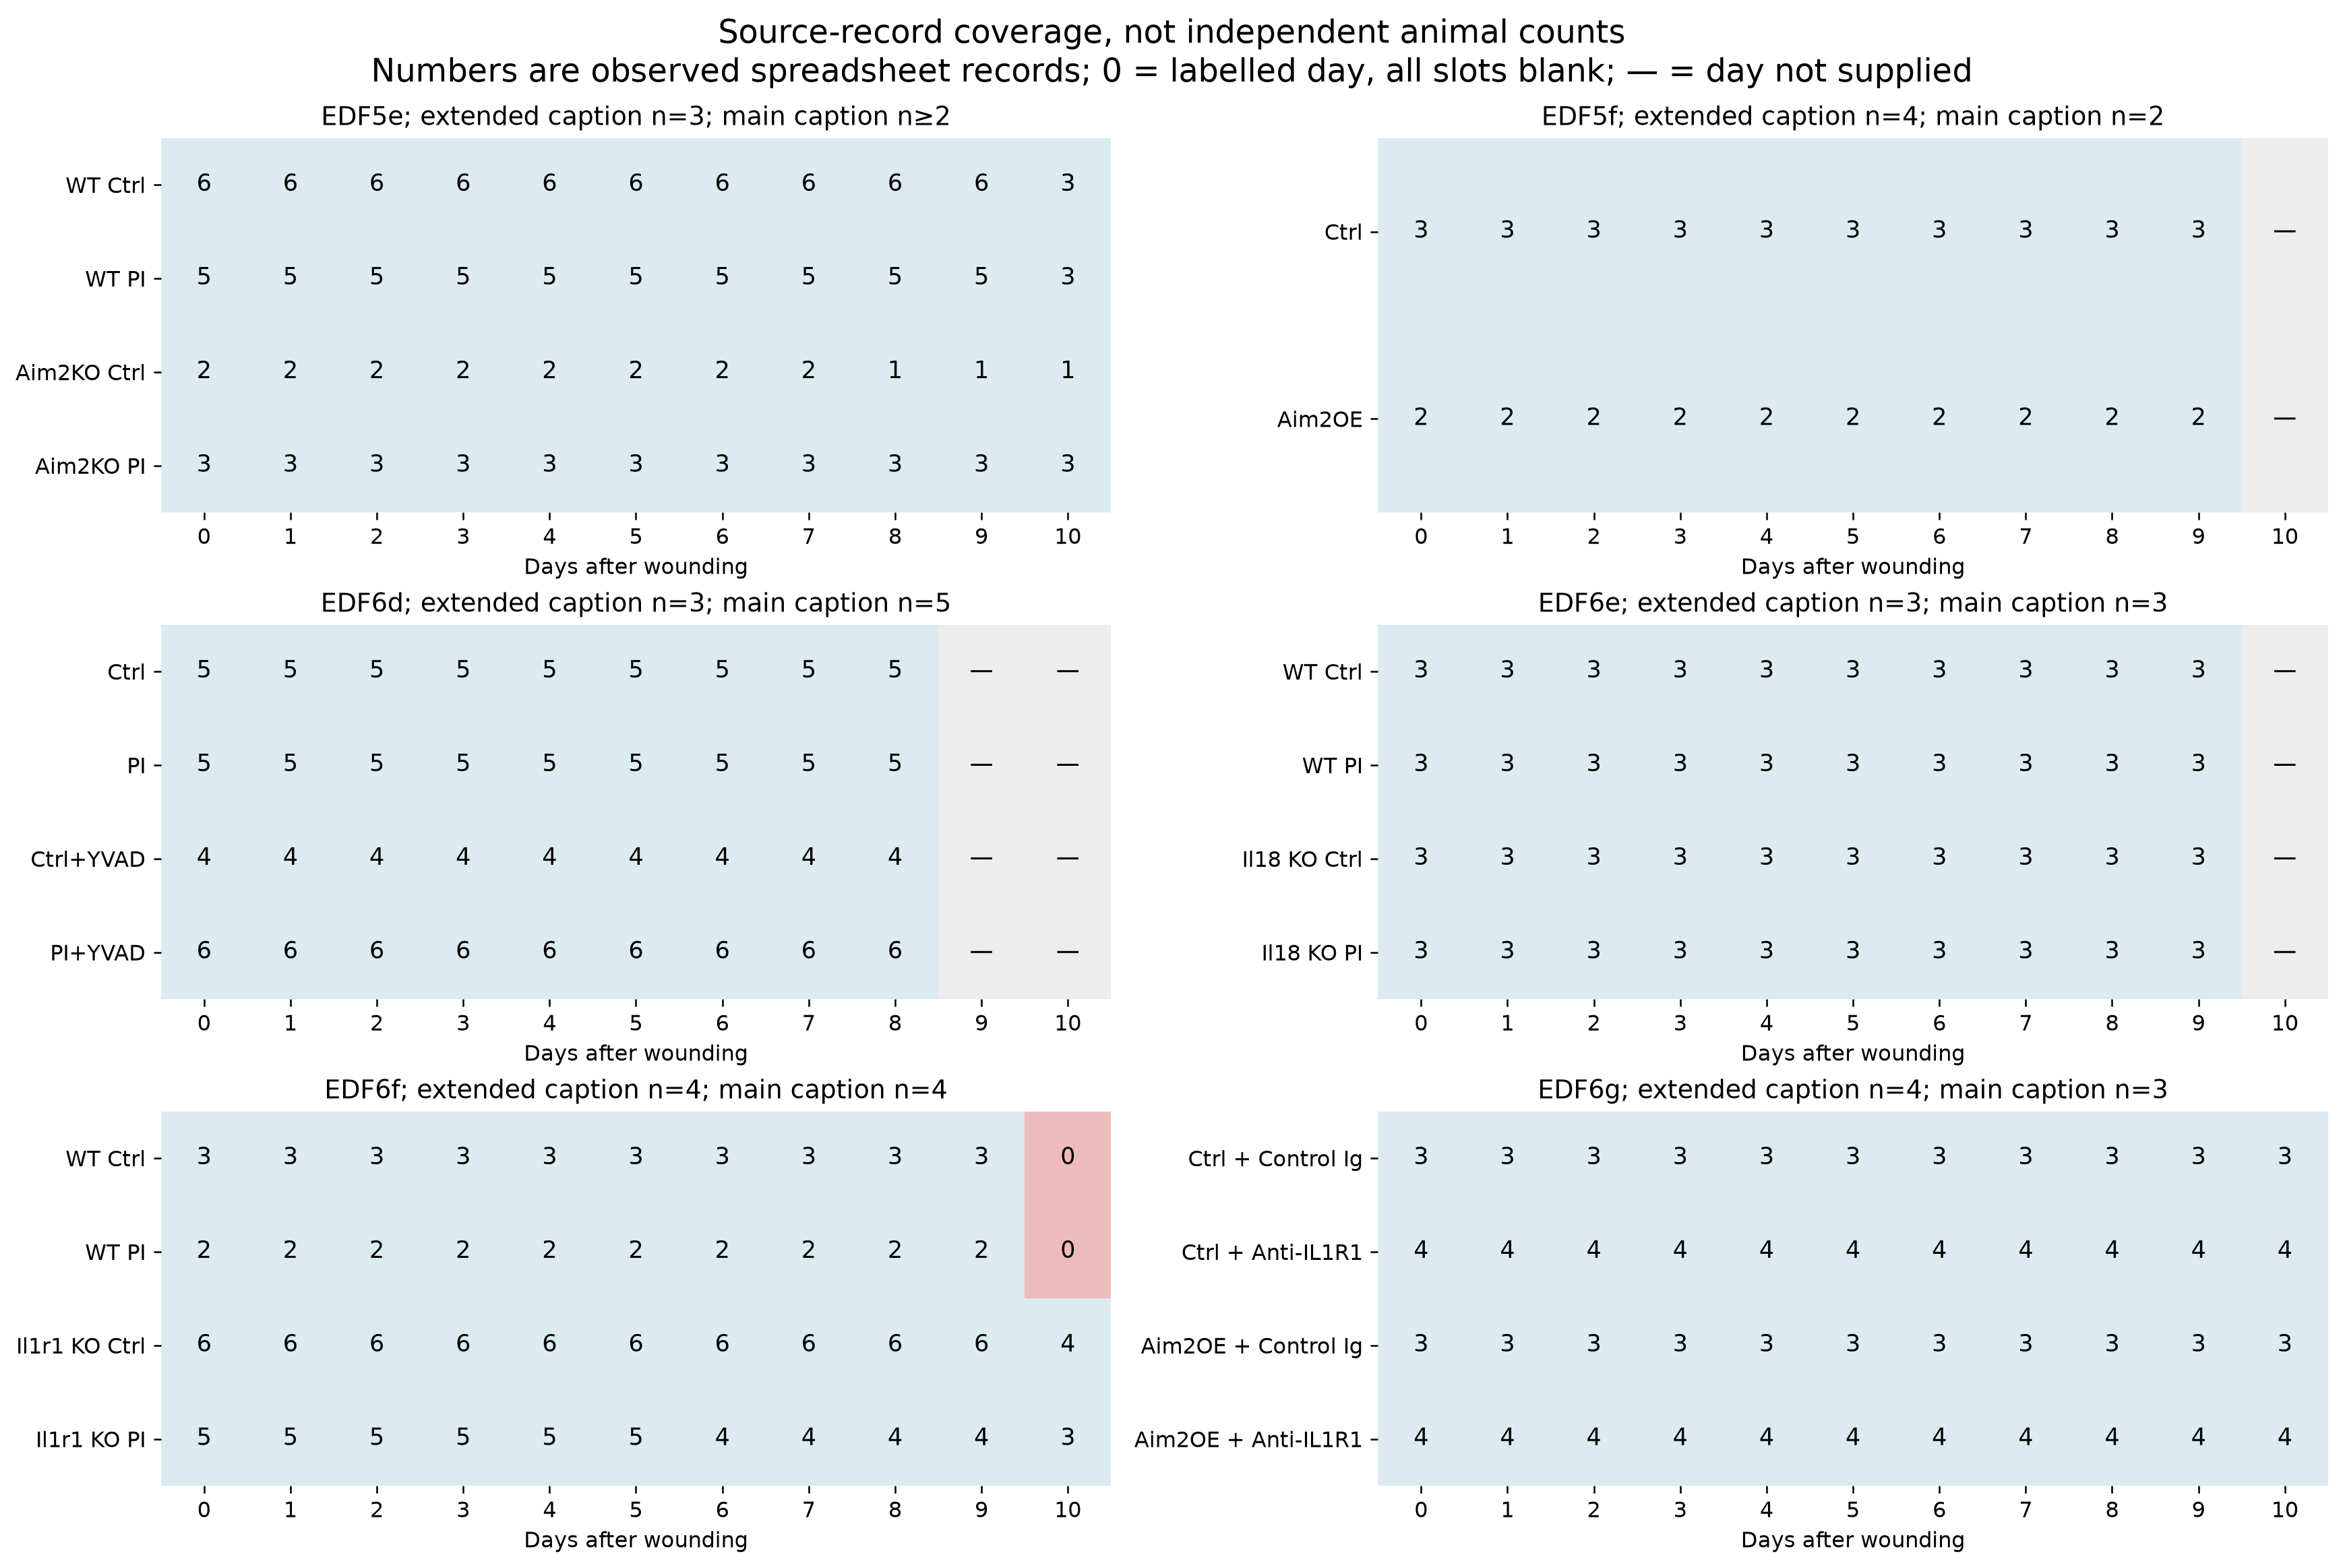 Source-record coverage, not independent animal counts
Numbers are observed spreadsheet records; 0 = labelled day, all slots blank; — = day not supplied
EDF5e; extended caption n=3; main caption n≥2
WT Ctrl 6 6 6 6 6 6 6 6 6 6 3
WT PI 5 5 5 5 5 5 5 5 5 5 3
Aim2KO Ctrl 2 2 2 2 2 2 2 2 1 1 1
Aim2KO PI 3 3 3 3 3 3 3 3 3 3 3
0 1 2 3 4 5 6 7 8 9 10
Days after wounding
EDF5f; extended caption n=4; main caption n=2
Ctrl 3 3 3 3 3 3 3 3 3 3 —
Aim2OE 2 2 2 2 2 2 2 2 2 2 —
0 1 2 3 4 5 6 7 8 9 10
Days after wounding
EDF6d; extended caption n=3; main caption n=5
Ctrl 5 5 5 5 5 5 5 5 5 — —
PI 5 5 5 5 5 5 5 5 5 — —
Ctrl+YVAD 4 4 4 4 4 4 4 4 4 — —
PI+YVAD 6 6 6 6 6 6 6 6 6 — —
0 1 2 3 4 5 6 7 8 9 10
Days after wounding
EDF6e; extended caption n=3; main caption n=3
WT Ctrl 3 3 3 3 3 3 3 3 3 3 —
WT PI 3 3 3 3 3 3 3 3 3 3 —
Il18 KO Ctrl 3 3 3 3 3 3 3 3 3 3 —
Il18 KO PI 3 3 3 3 3 3 3 3 3 3 —
0 1 2 3 4 5 6 7 8 9 10
Days after wounding
EDF6f; extended caption n=4; main caption n=4
WT Ctrl 3 3 3 3 3 3 3 3 3 3 0
WT PI 2 2 2 2 2 2 2 2 2 2 0
Il1r1 KO Ctrl 6 6 6 6 6 6 6 6 6 6 4
Il1r1 KO PI 5 5 5 5 5 5 4 4 4 4 3
0 1 2 3 4 5 6 7 8 9 10
Days after wounding
EDF6g; extended caption n=4; main caption n=3
Ctrl + Control Ig 3 3 3 3 3 3 3 3 3 3 3
Ctrl + Anti-IL1R1 4 4 4 4 4 4 4 4 4 4 4
Aim2OE + Control Ig 3 3 3 3 3 3 3 3 3 3 3
Aim2OE + Anti-IL1R1 4 4 4 4 4 4 4 4 4 4 4
0 1 2 3 4 5 6 7 8 9 10
Days after wounding